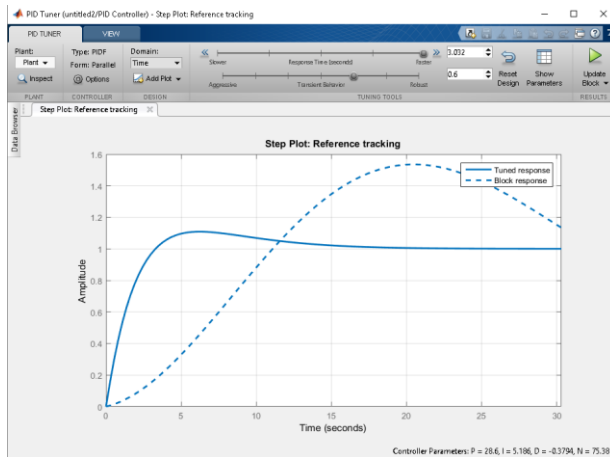 PID Tuner (untitled2/PID Controller) - Step Plot: Reference tracking
PID TUNER VIEW
Plant: Type: PIDF Domain: Slower Response Time (seconds) Faster 3.032
Plant Form: Parallel Time
Inspect Options Add Plot Aggressive Transient Behavior Robust 0.6 Reset Design Show Parameters Update Block
PLANT CONTROLLER DESIGN TUNING TOOLS RESULTS
Data Browser
Step Plot: Reference tracking
Step Plot: Reference tracking
Tuned response
Block response
Amplitude
1.6
1.4
1.2
1
0.8
0.6
0.4
0.2
0
0 5 10 15 20 25 30
Time (seconds)
Controller Parameters: P = 28.6, I = 5.186, D = -0.3794, N = 75.38